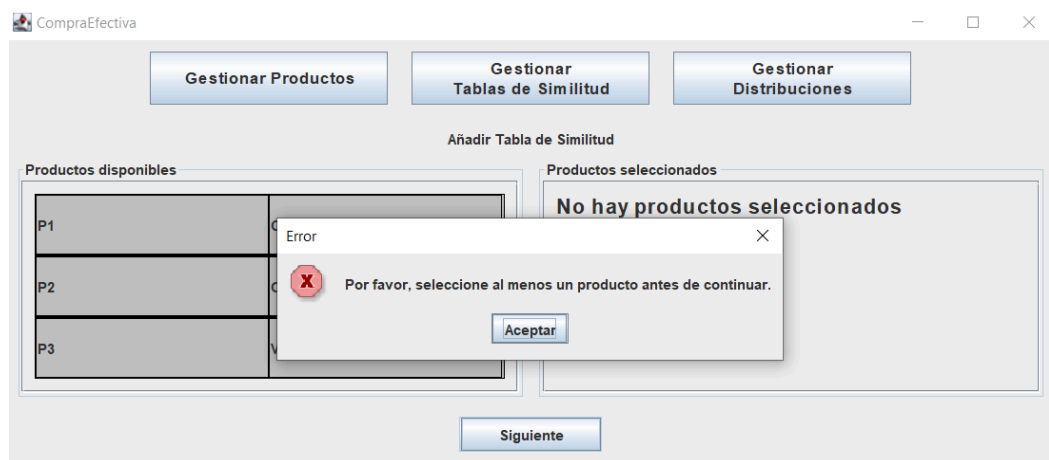 CompraEfectiva
Gestionar Productos
Gestionar
Tablas de Similitud
Gestionar
Distribuciones
Añadir Tabla de Similitud
Productos disponibles
Productos seleccionados
No hay productos seleccionados
P1
Error
Por favor, seleccione al menos un producto antes de continuar.
P2
Aceptar
P3
Siguiente